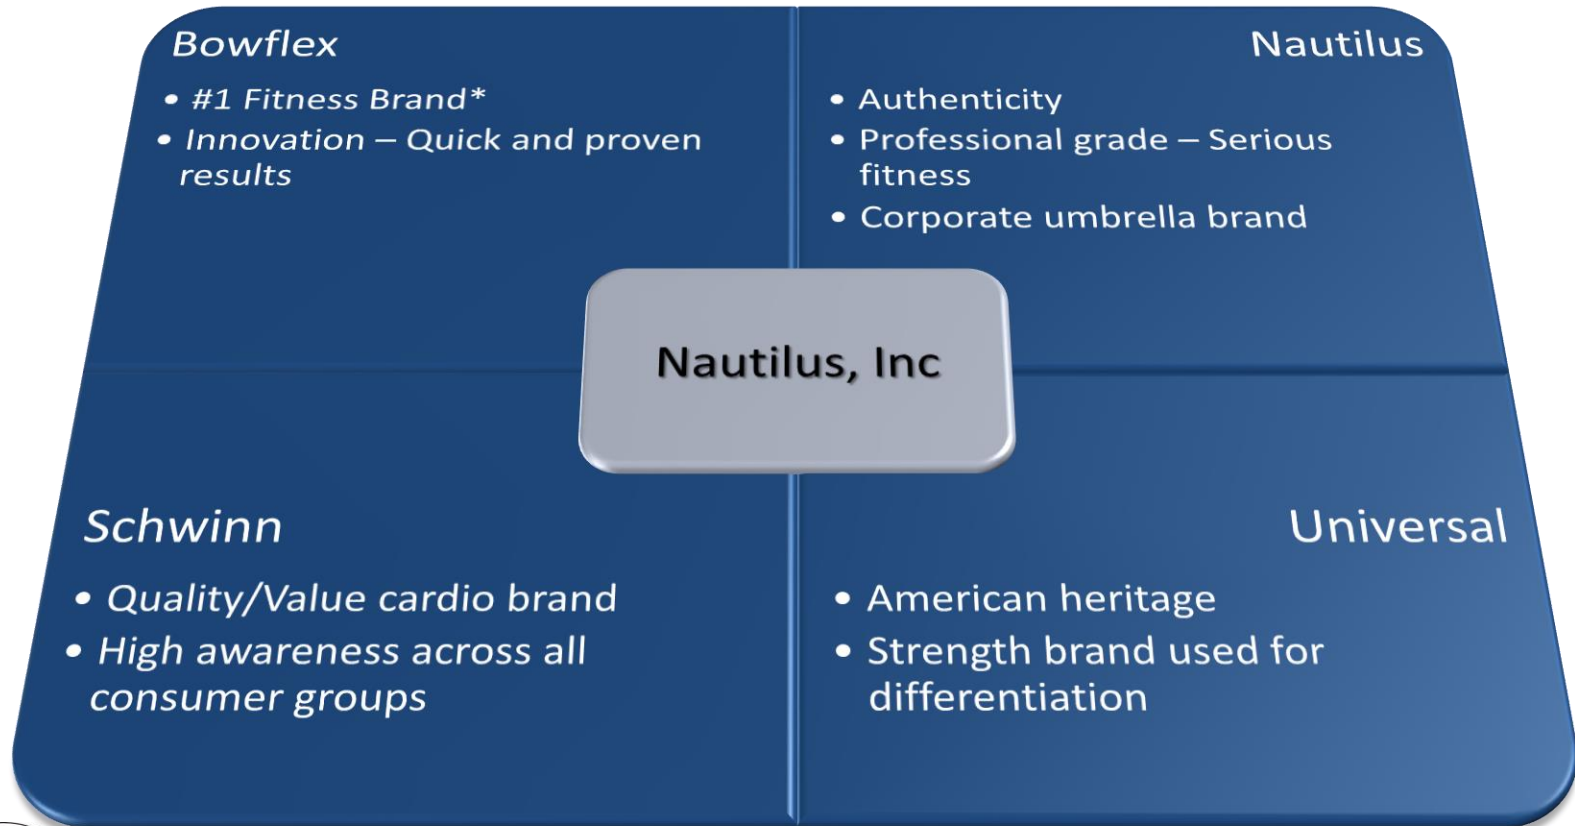 Bowflex
• #1 Fitness Brand*
• Innovation – Quick and proven
results
Nautilus
• Authenticity
• Professional grade – Serious
fitness
• Corporate umbrella brand
Nautilus, Inc
Schwinn
• Quality/Value cardio brand
• High awareness across all
consumer groups
Universal
• American heritage
• Strength brand used for
differentiation